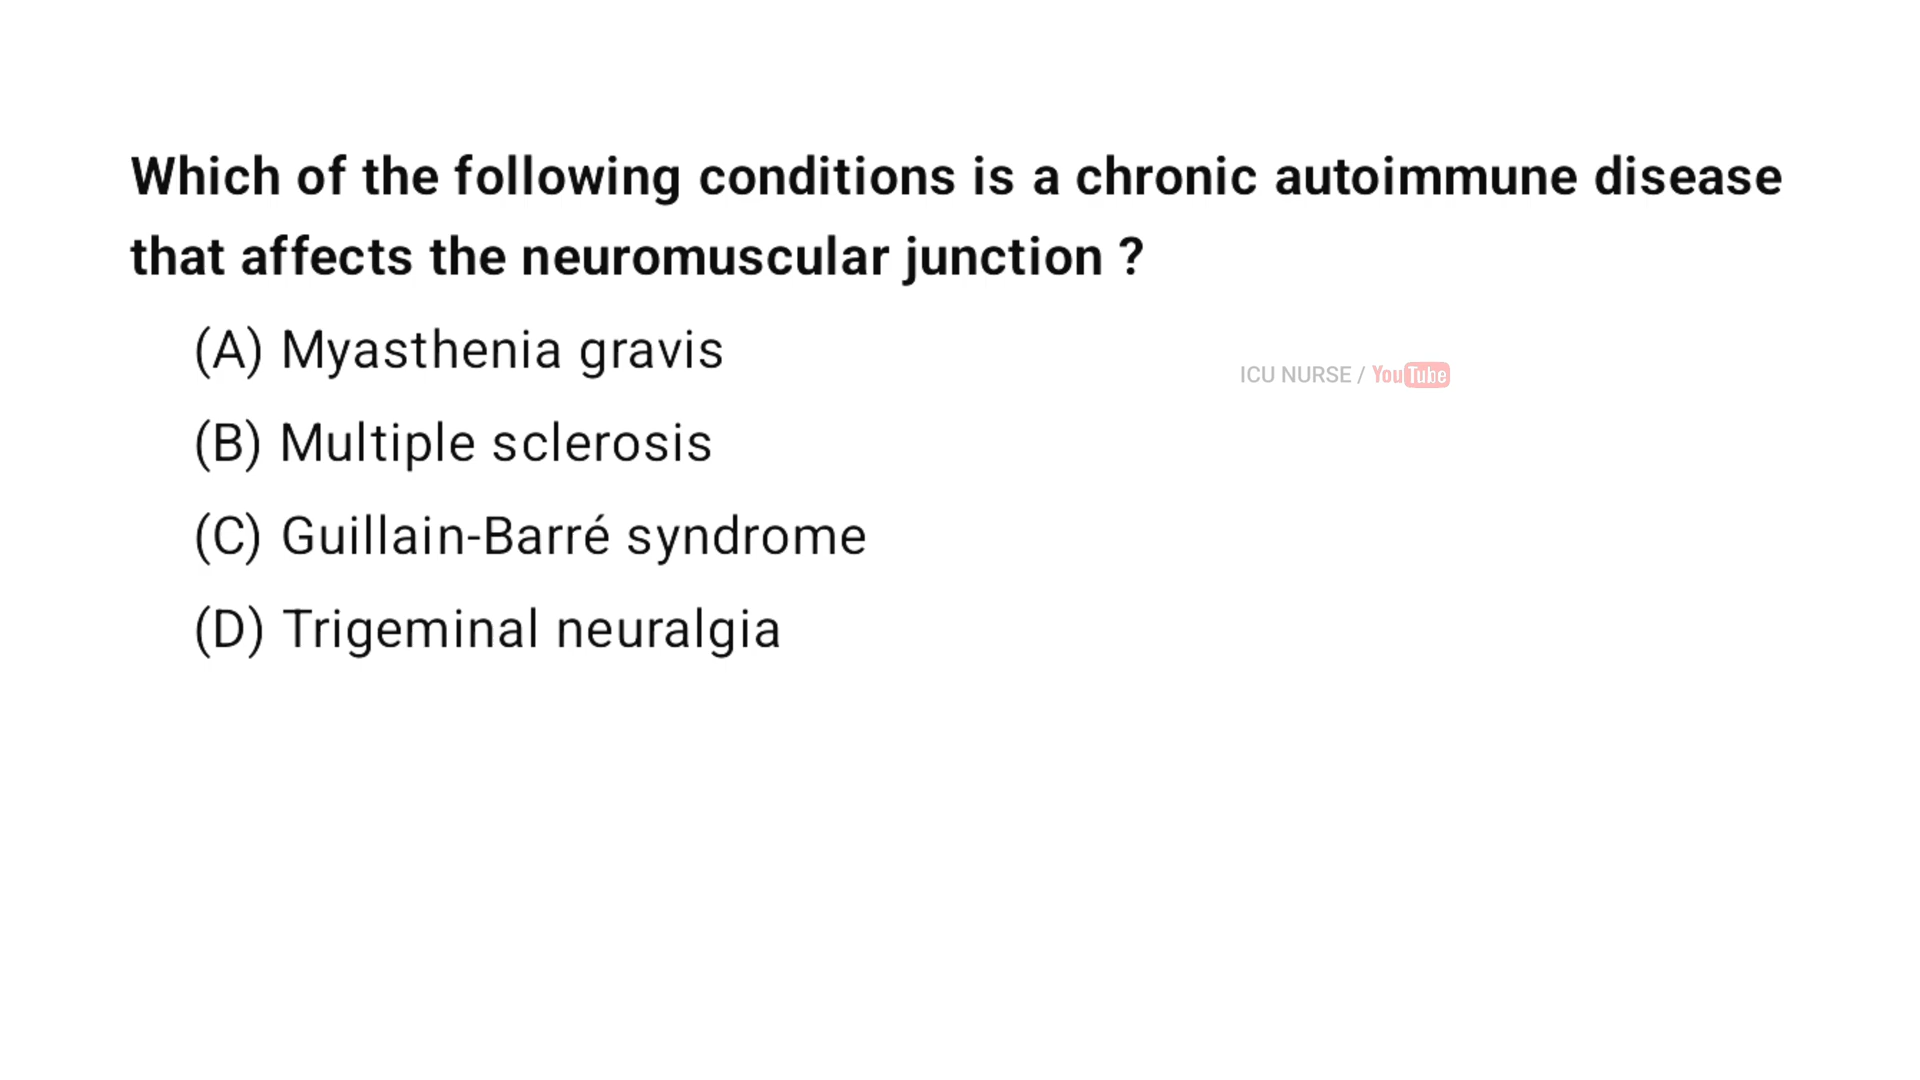 Which of the following conditions is a chronic autoimmune disease
that affects the neuromuscular junction ?
(A) Myasthenia gravis
ICU NURSE / YouTube
(B) Multiple sclerosis
(C) Guillain-Barré syndrome
(D) Trigeminal neuralgia